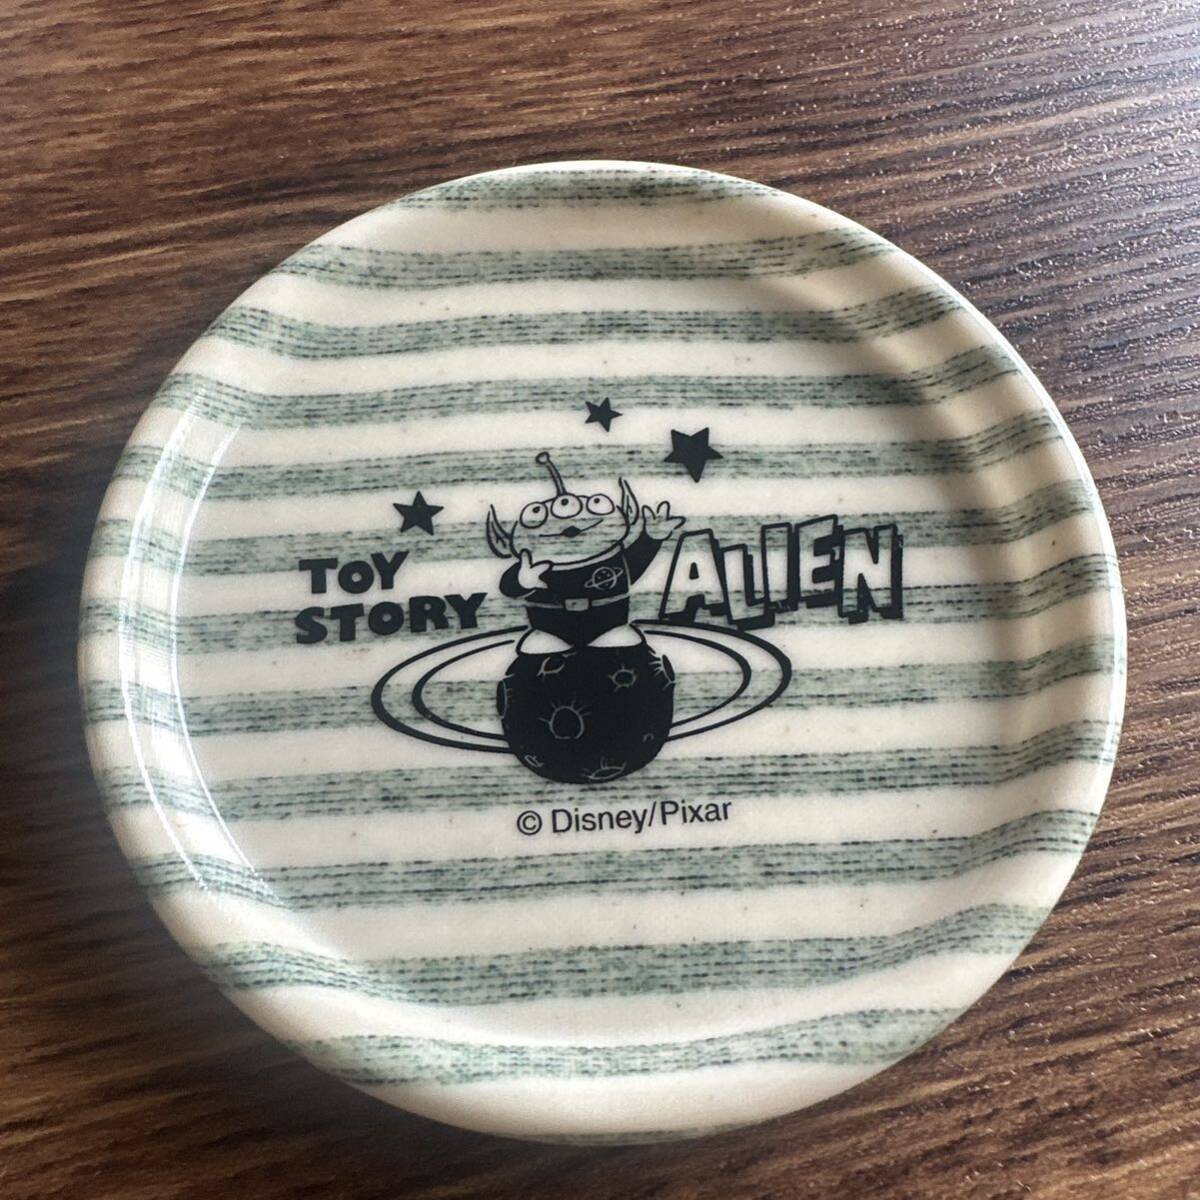 TOY
STORY
ALIEN
© Disney/Pixar